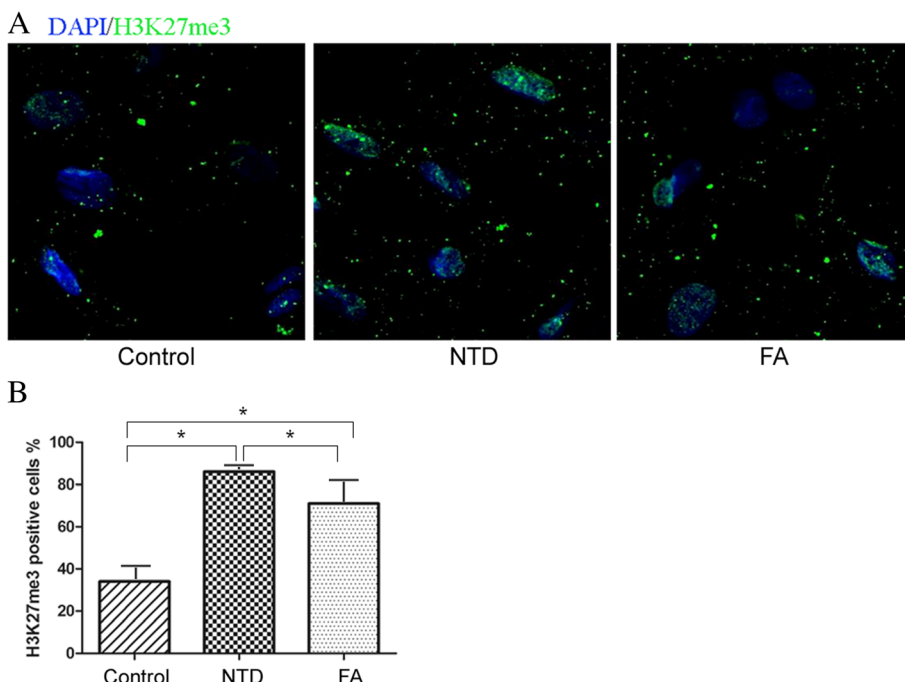 A
DAPI/H3K27me3
Control NTD FA
B
* 
* *
H3K27me3 positive cells %
100
80
60
40
20
0
Control NTD FA